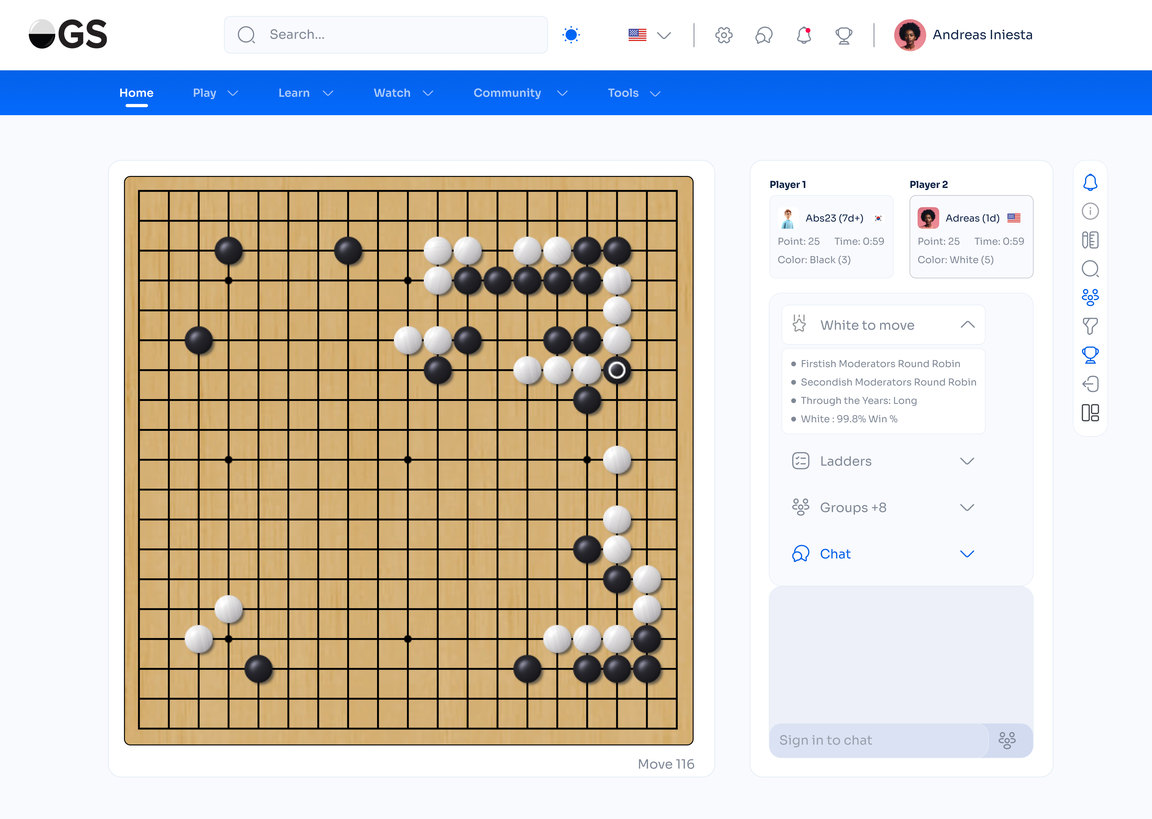 GS
Search...
Andreas Iniesta
Home
Play
Learn
Watch
Community
Tools
Move 116
Player 1
Abs23 (7d+)
Point: 25
Time: 0:59
Color: Black (3)
Player 2
Adreas (1d)
Point: 25
Time: 0:59
Color: White (5)
White to move
Firstish Moderators Round Robin
Secondish Moderators Round Robin
Through the Years: Long
White : 99.8% Win %
Ladders
Groups +8
Chat
Sign in to chat